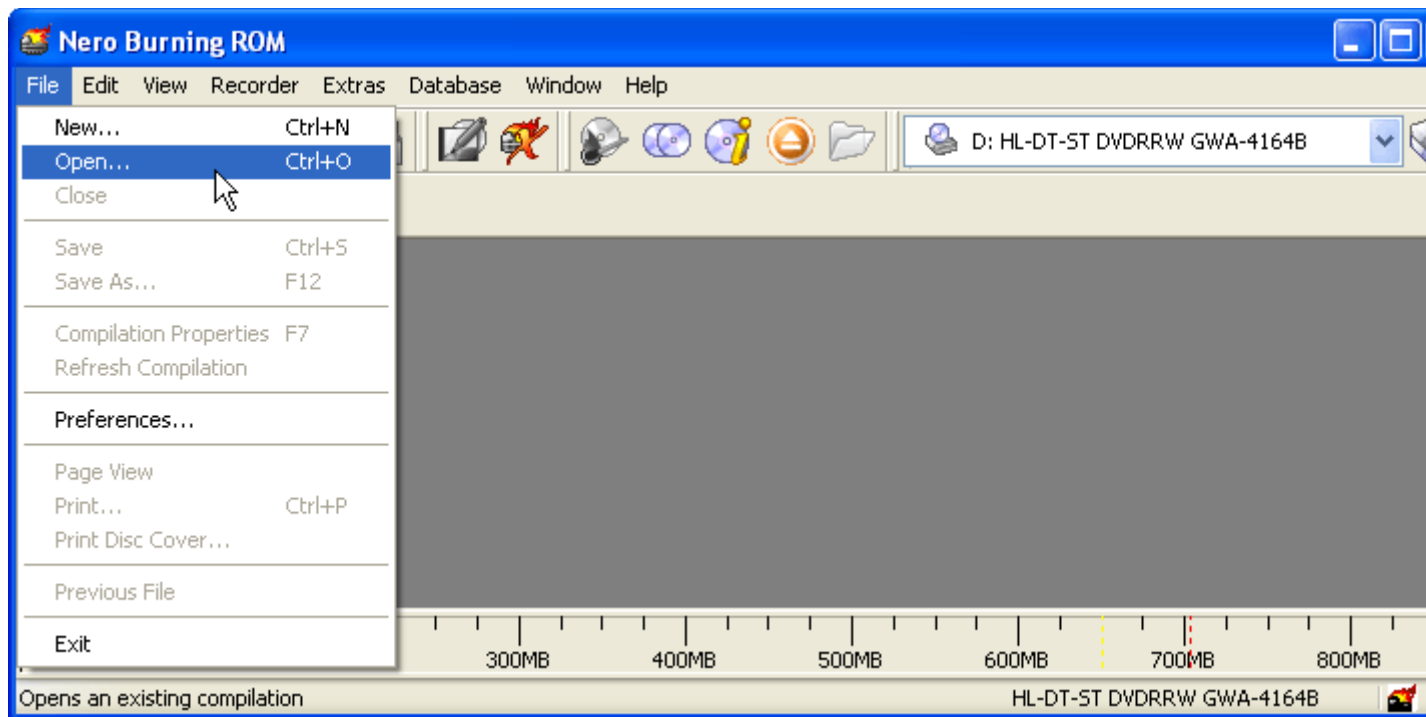 Nero Burning ROM
File Edit View Recorder Extras Database Window Help
New... Ctrl+N
D: HL-DT-ST DVDRRW GWA-4164B
Open... Ctrl+O
Close
Save Ctrl+S
Save As... F12
Compilation Properties F7
Refresh Compilation
Preferences...
Page View
Print... Ctrl+P
Print Disc Cover...
Previous File
Exit
300MB 400MB 500MB 600MB 700MB 800MB
Opens an existing compilation HL-DT-ST DVDRRW GWA-4164B